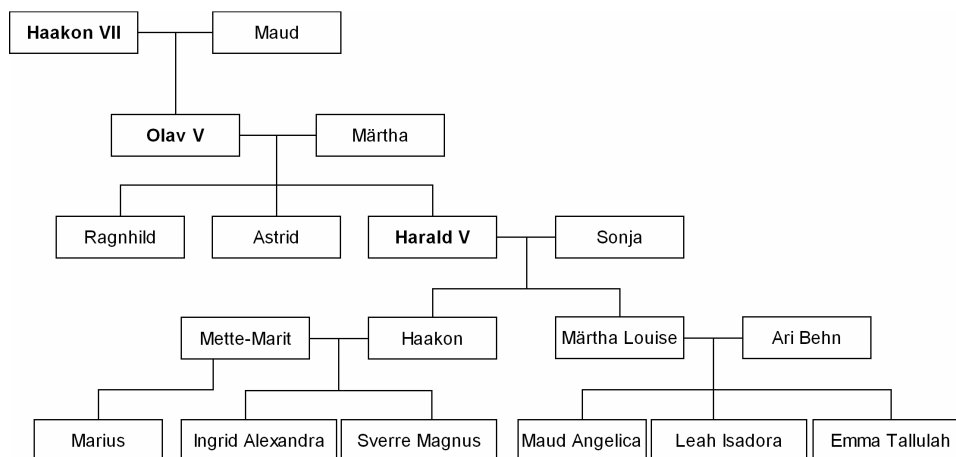 Haakon VII
Maud
Olav V
Märtha
Ragnhild
Astrid
Harald V
Sonja
Mette-Marit
Haakon
Märtha Louise
Ari Behn
Marius
Ingrid Alexandra
Sverre Magnus
Maud Angelica
Leah Isadora
Emma Tallulah